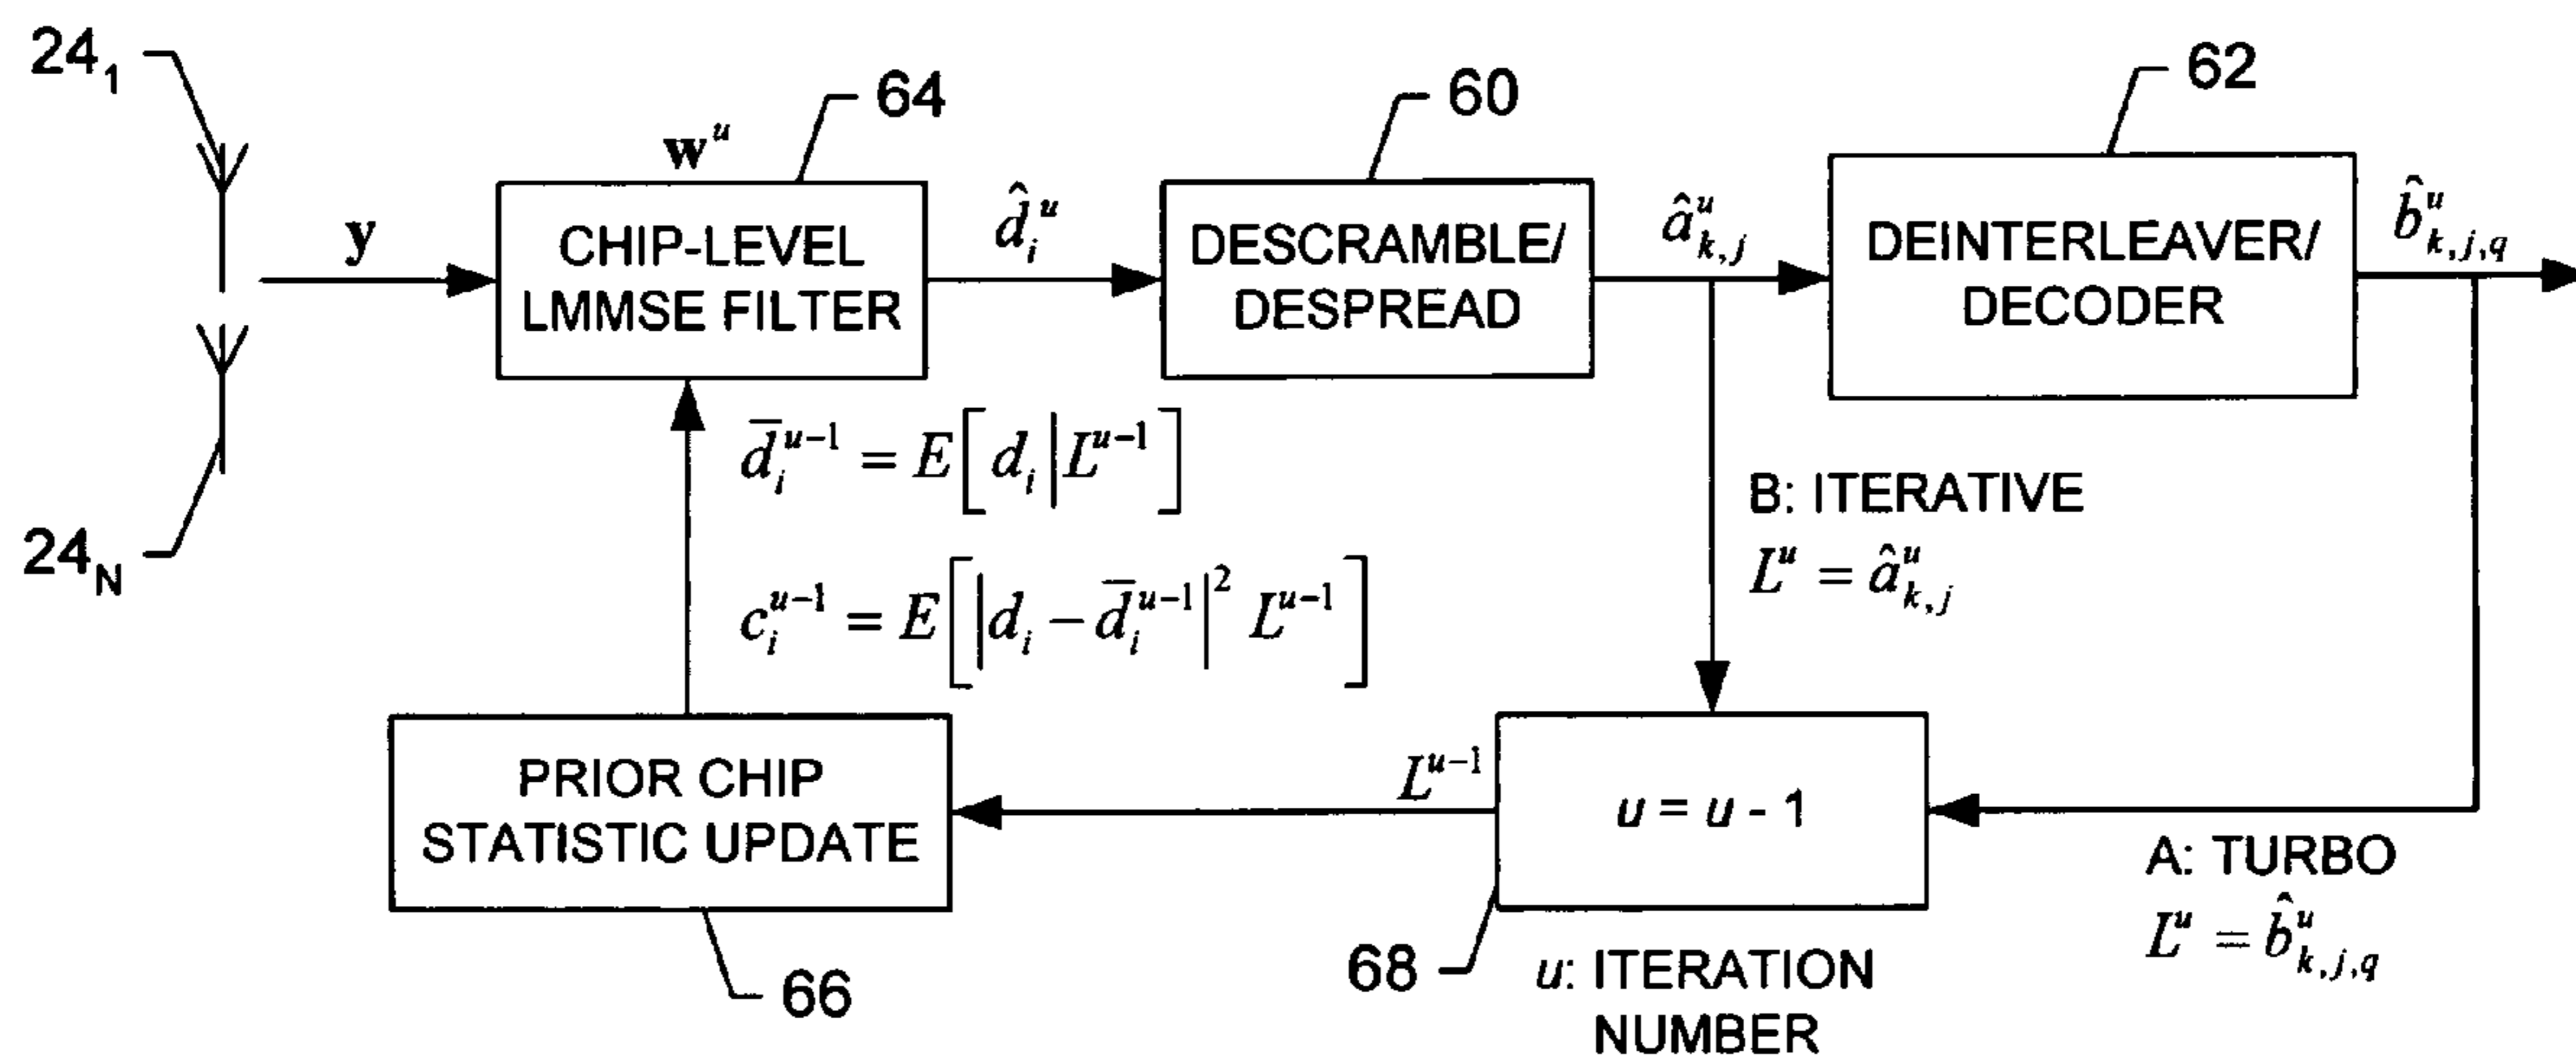 24₁
64
60
62
wᵘ
y
CHIP-LEVEL
LMMSE FILTER
d̂ᵢᵘ
DESCRAMBLE/
DESPREAD
âᵘₖ,ⱼ
DEINTERLEAVER/
DECODER
b̂ᵘₖ,ⱼ,q
24_N
d̄ᵢᵘ⁻¹ = E[dᵢ|Lᵘ⁻¹]
cᵢᵘ⁻¹ = E[|dᵢ − d̄ᵢᵘ⁻¹|² Lᵘ⁻¹]
B: ITERATIVE
Lᵘ = âᵘₖ,ⱼ
PRIOR CHIP
STATISTIC UPDATE
Lᵘ⁻¹
u = u - 1
A: TURBO
Lᵘ = b̂ᵘₖ,ⱼ,q
66
68
u: ITERATION
NUMBER